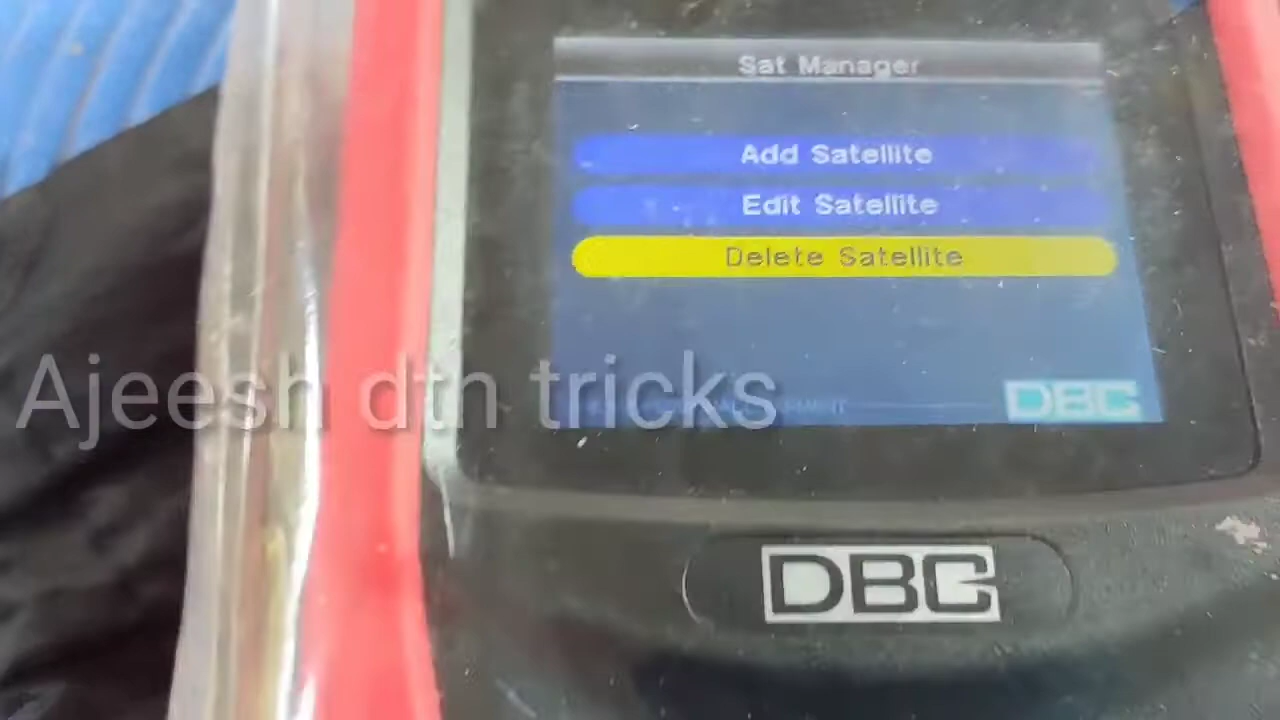 Sat Manager
Add Satellite
Edit Satellite
Delete Satellite
Ajeesh dth tricks
DBC
DBC